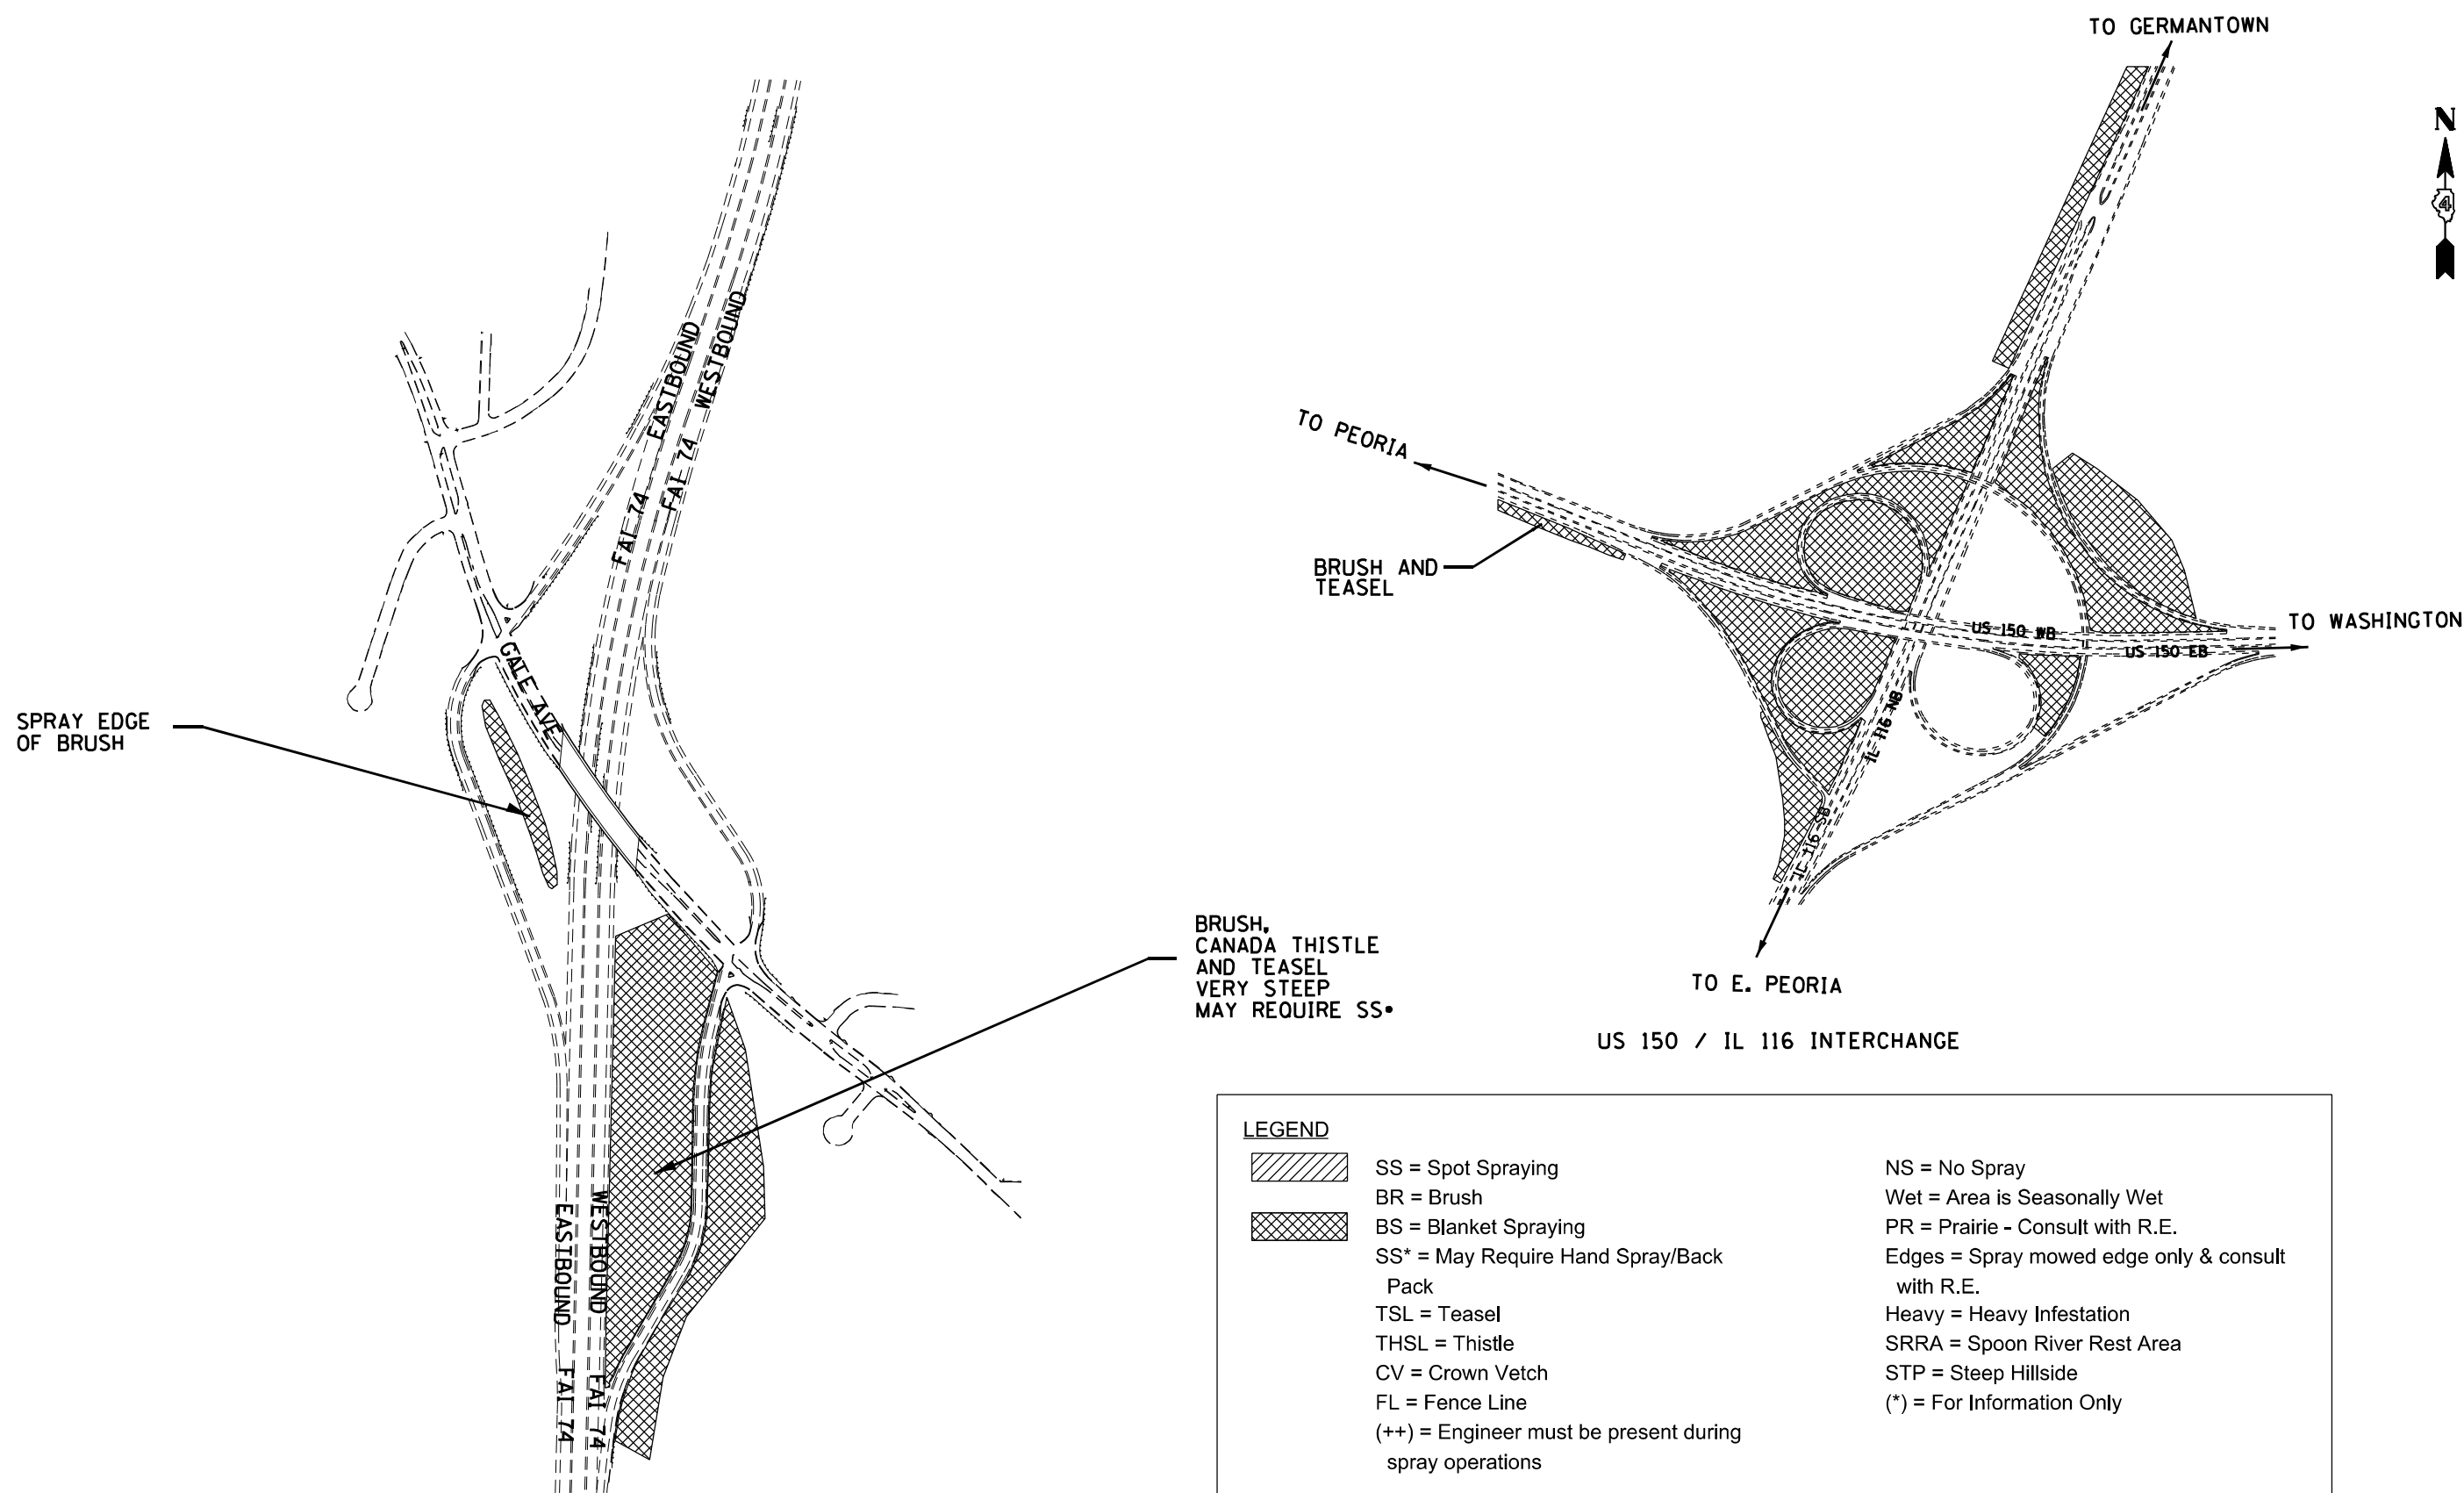 TO GERMANTOWN
N
4
TO PEORIA
BRUSH AND
TEASEL
TO WASHINGTON
US 150 WB
US 150 EB
IL 116 NB
IL 116 SB
TO E. PEORIA
US 150 / IL 116 INTERCHANGE
FAI 74 EASTBOUND
FAI 74 WESTBOUND
GALE AVE
SPRAY EDGE
OF BRUSH
BRUSH,
CANADA THISTLE
AND TEASEL
VERY STEEP
MAY REQUIRE SS*
EASTBOUND FAI 74
WESTBOUND FAI 74
LEGEND
SS = Spot Spraying
BR = Brush
BS = Blanket Spraying
SS* = May Require Hand Spray/Back
Pack
TSL = Teasel
THSL = Thistle
CV = Crown Vetch
FL = Fence Line
(++) = Engineer must be present during
spray operations
NS = No Spray
Wet = Area is Seasonally Wet
PR = Prairie - Consult with R.E.
Edges = Spray mowed edge only & consult
with R.E.
Heavy = Heavy Infestation
SRRA = Spoon River Rest Area
STP = Steep Hillside
(*) = For Information Only